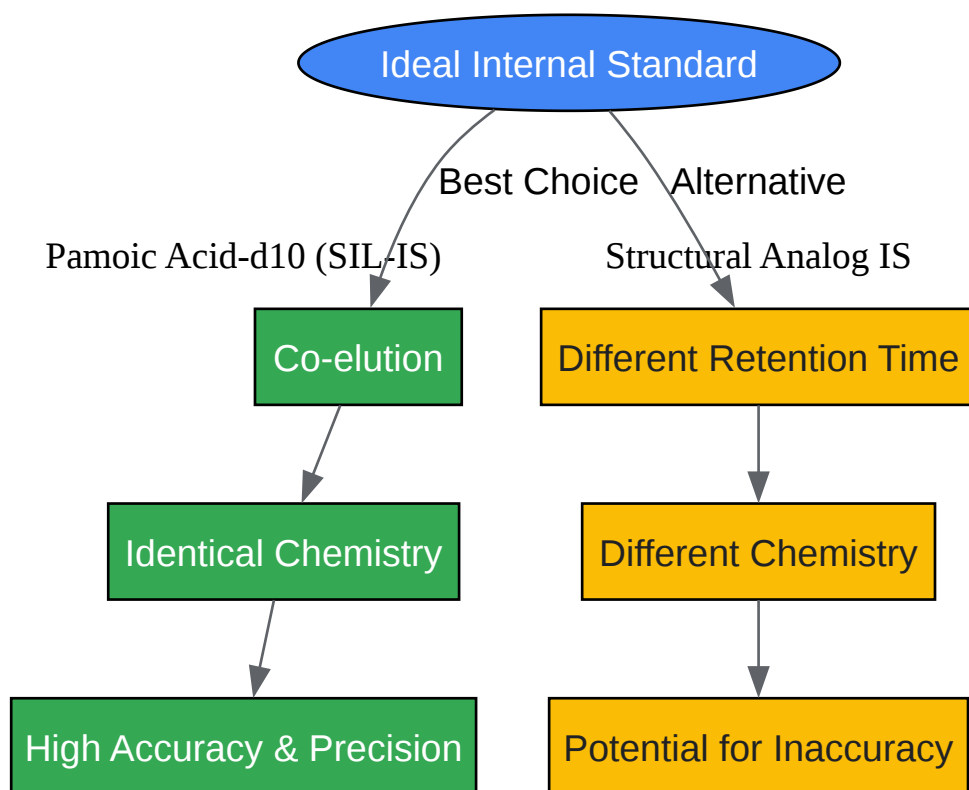 Ideal Internal Standard
Best Choice
Alternative
Pamoic Acid-d10 (SIL-IS)
Structural Analog IS
Co-elution
Different Retention Time
Identical Chemistry
Different Chemistry
High Accuracy & Precision
Potential for Inaccuracy